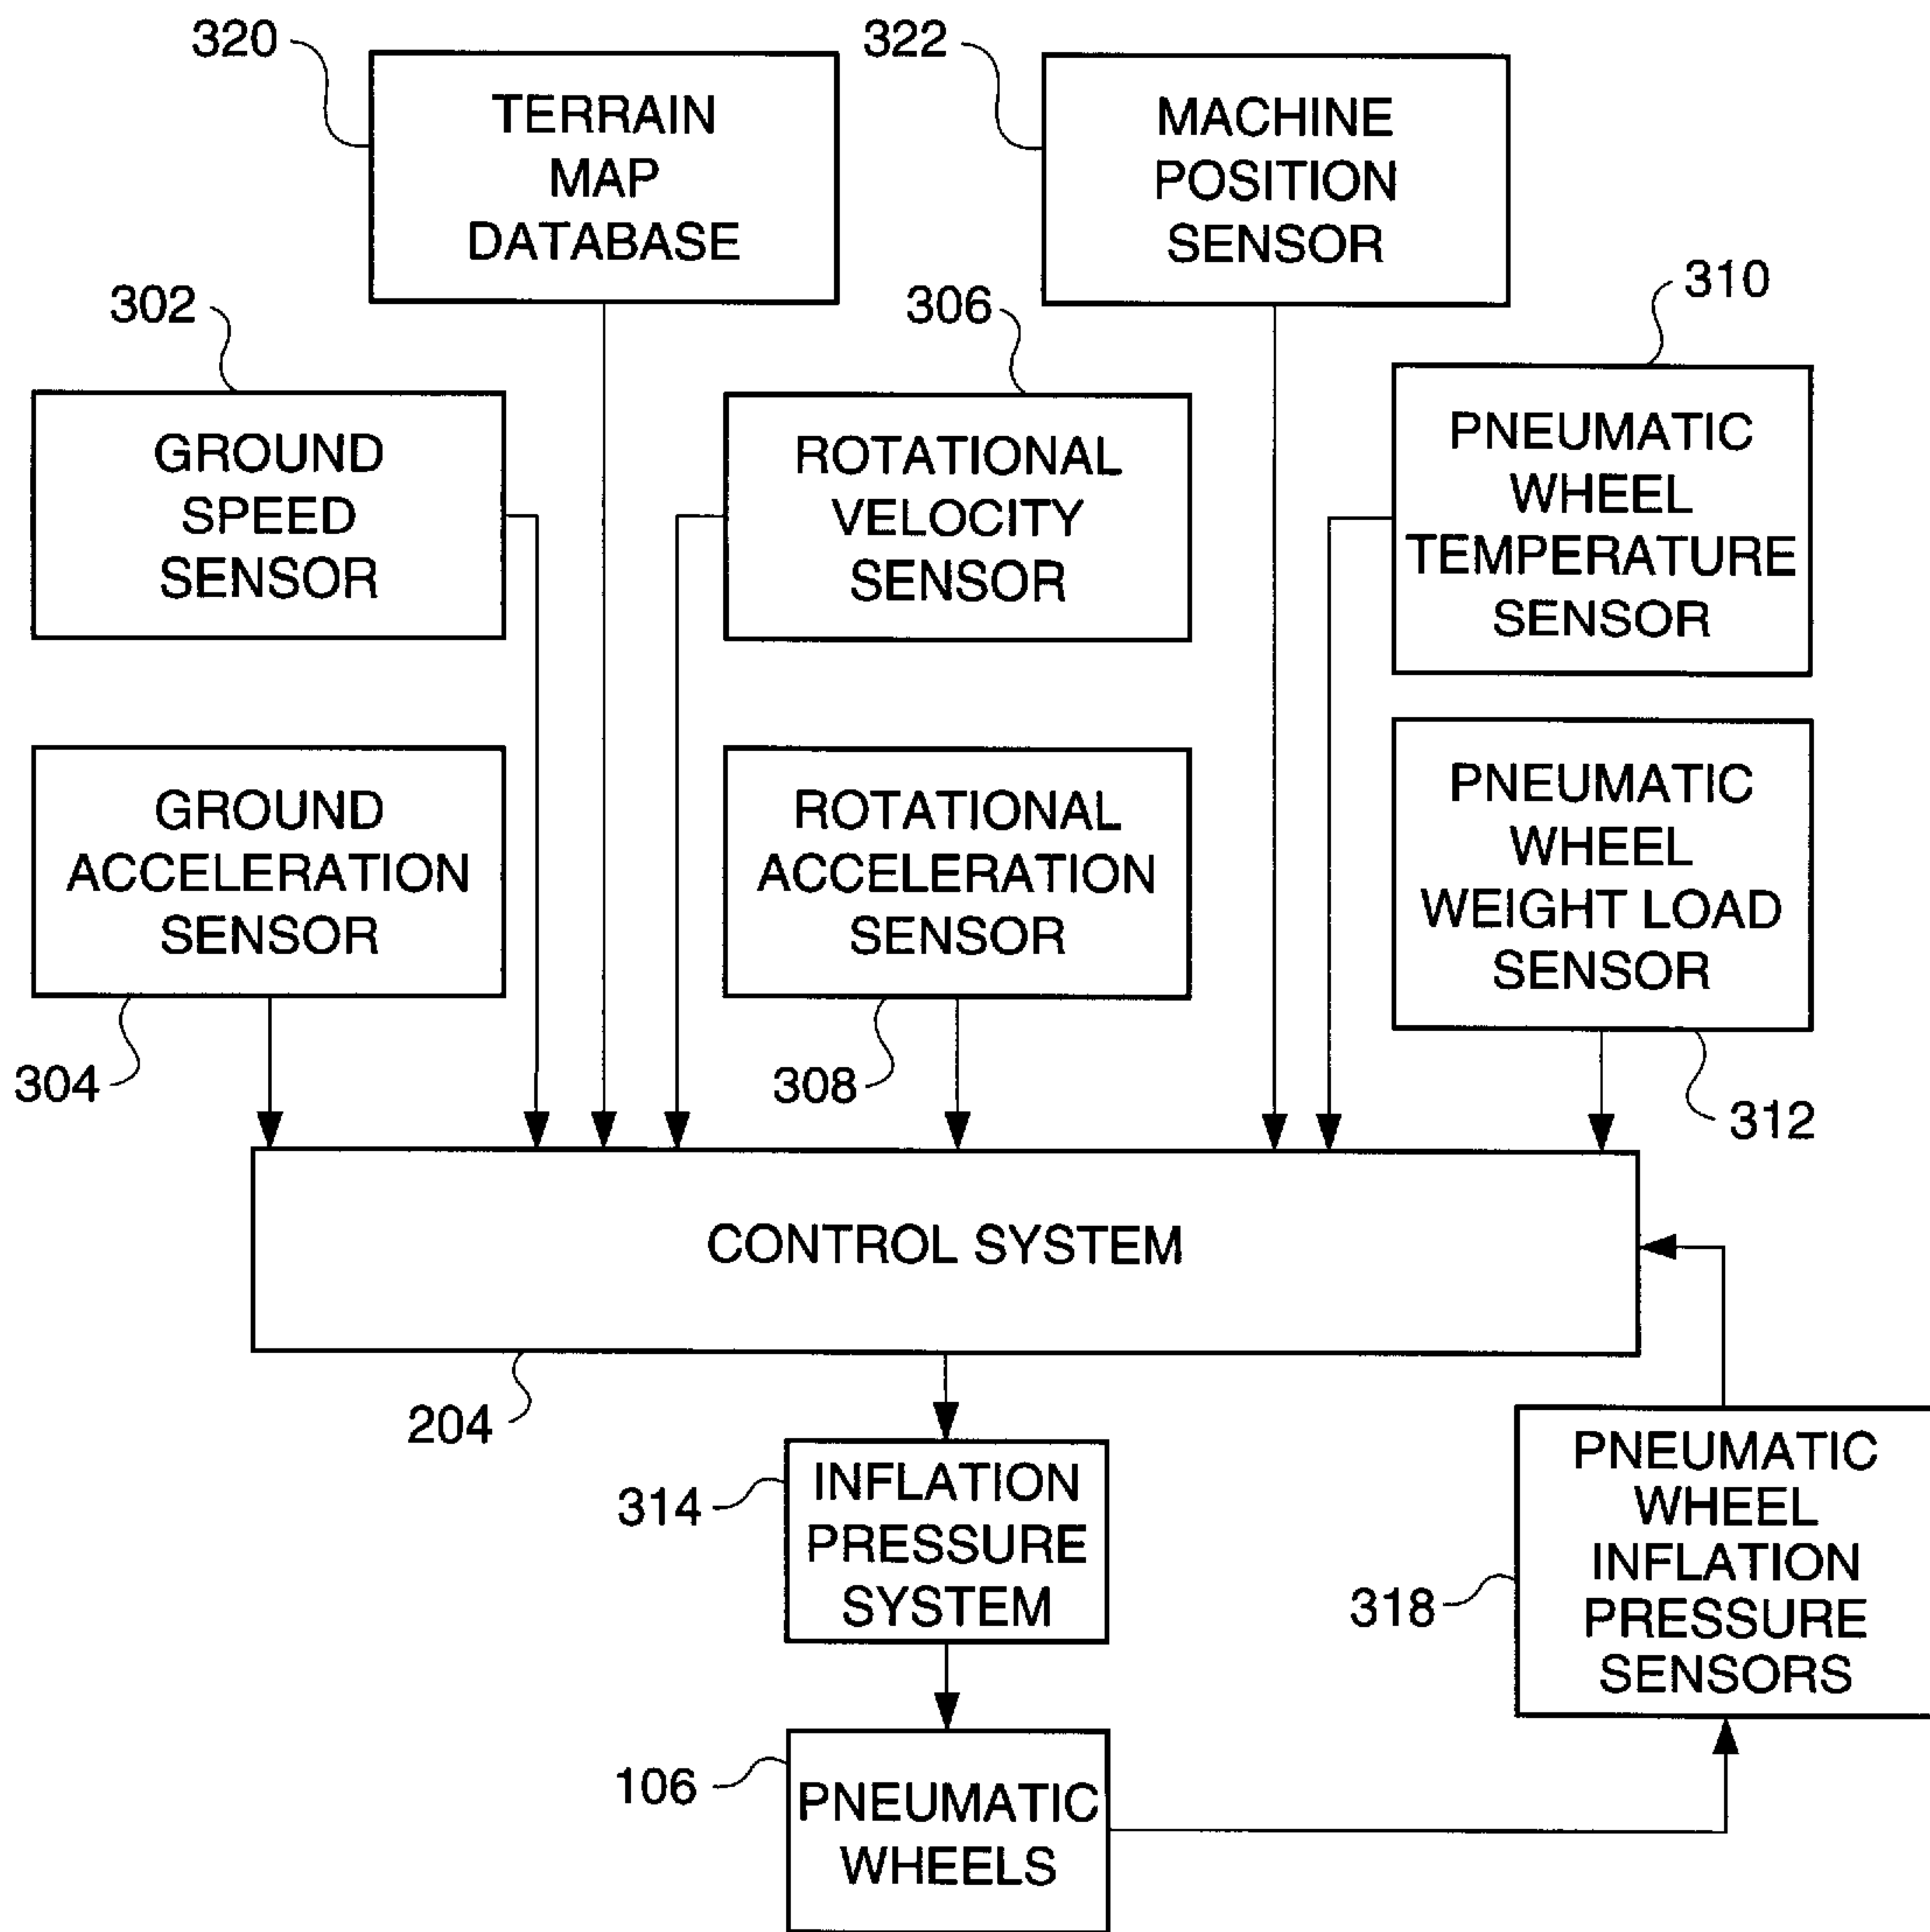 320
TERRAIN
MAP
DATABASE
322
MACHINE
POSITION
SENSOR
302
GROUND
SPEED
SENSOR
306
ROTATIONAL
VELOCITY
SENSOR
310
PNEUMATIC
WHEEL
TEMPERATURE
SENSOR
GROUND
ACCELERATION
SENSOR
304
ROTATIONAL
ACCELERATION
SENSOR
308
PNEUMATIC
WHEEL
WEIGHT LOAD
SENSOR
312
CONTROL SYSTEM
204
314
INFLATION
PRESSURE
SYSTEM
318
PNEUMATIC
WHEEL
INFLATION
PRESSURE
SENSORS
106
PNEUMATIC
WHEELS